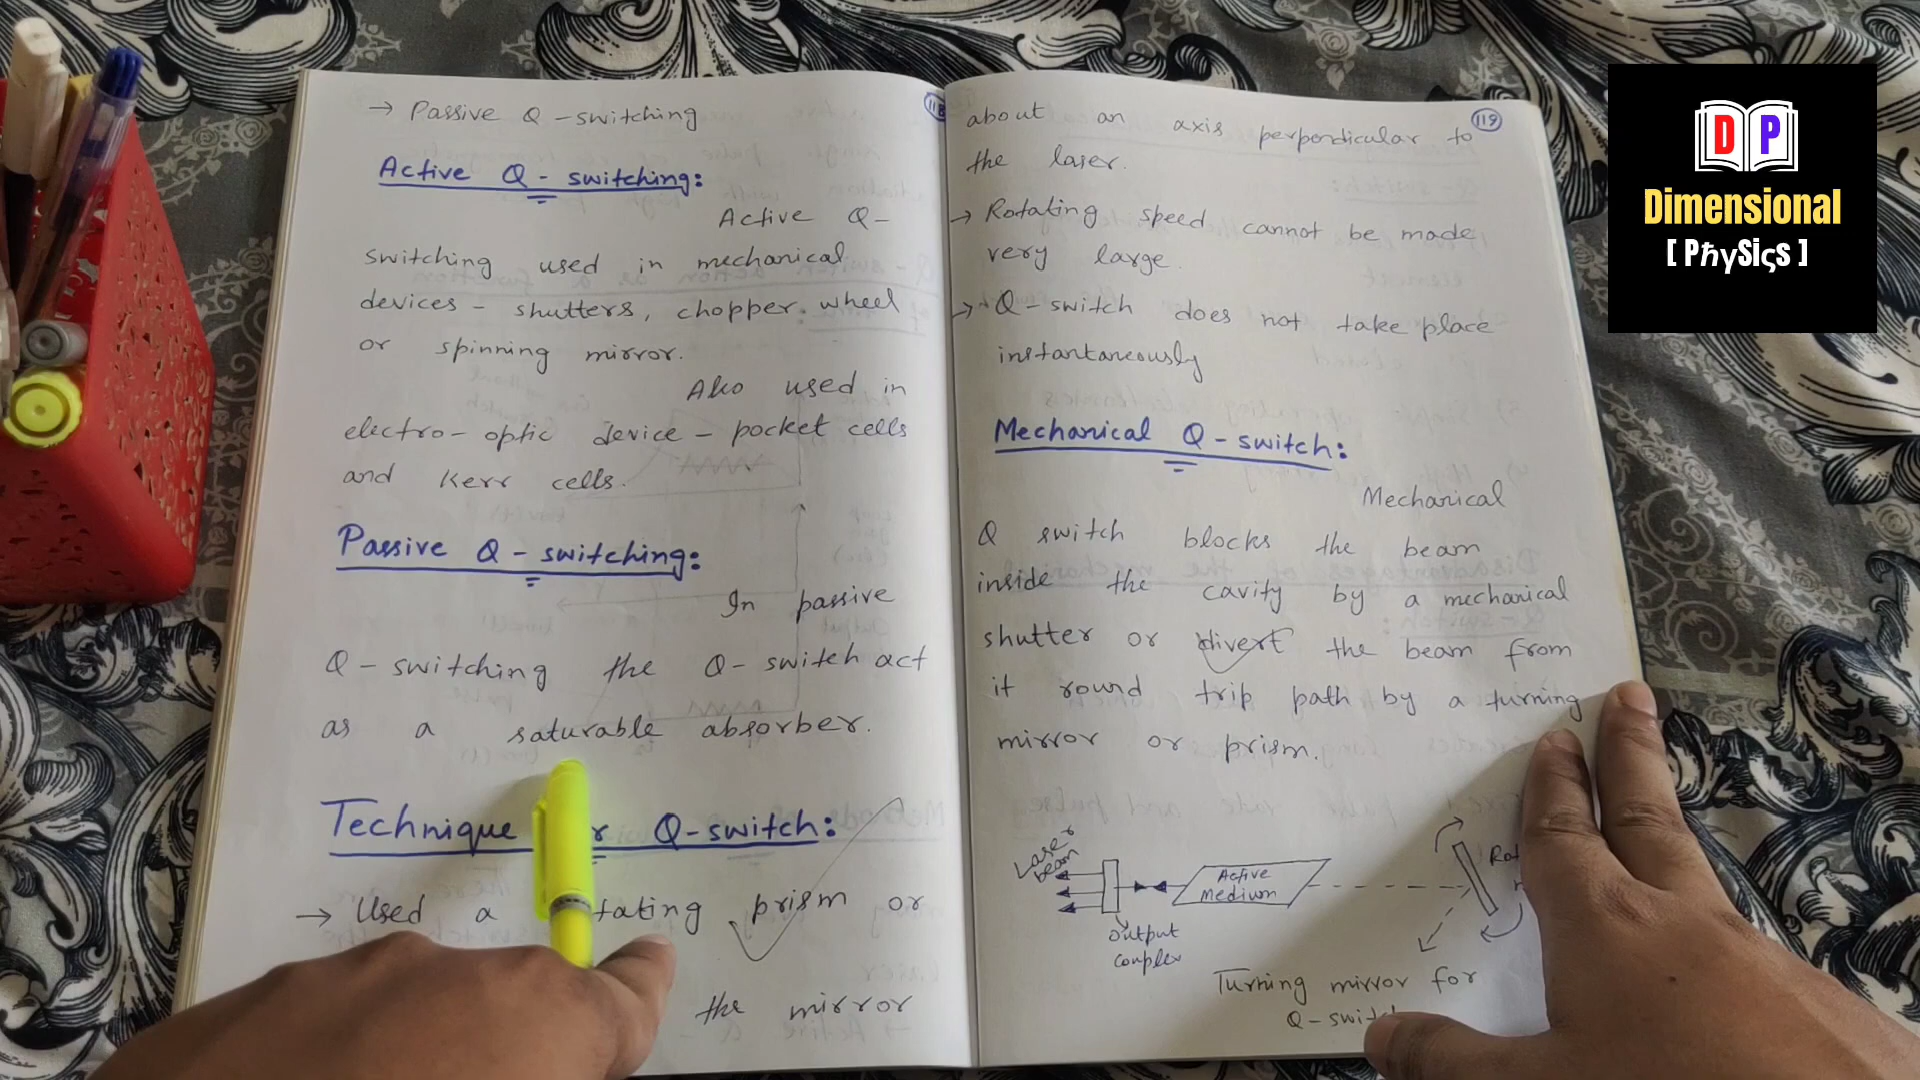 → Passive Q-switching
118
Active Q-switching:
Active Q-
switching used in mechanical
devices - shutters, chopper wheel
or spinning mirror.
Also used in
electro-optic device - pocket cells
and Kerr cells.
Passive Q-switching:
In passive
Q-switching the Q-switch act
as a saturable absorber.
Technique Q-switch:
→ Used a prism or
the mirror
119
about an axis perpendicular to
the laser.
→ Rotating speed cannot be made
very large.
→ Q-switch does not take place
instantaneously
Mechanical Q-switch:
Mechanical
Q switch blocks the beam
inside the cavity by a mechanical
shutter or divert the beam from
it round trip path by a turning
mirror or prism.
Laser
beam
Active
medium
Output
coupler
Turning mirror for
Q-switch
DP
Dimensional
[ PℏγSiςs ]